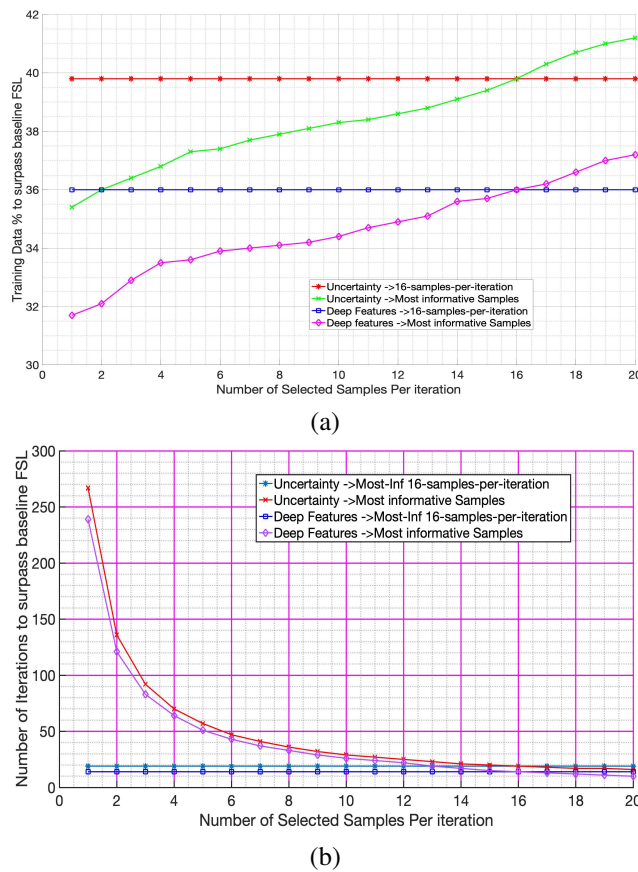 42
40
38
36
34
32
30
Training Data % to surpass baseline FSL
Uncertainty ->16-samples-per-iteration
Uncertainty ->Most informative Samples
Deep Features ->16-samples-per-iteration
Deep features ->Most informative Samples
0 2 4 6 8 10 12 14 16 18 20
Number of Selected Samples Per iteration
(a)
300
250
200
150
100
50
0
Number of Iterations to surpass baseline FSL
Uncertainty ->Most-Inf 16-samples-per-iteration
Uncertainty ->Most informative Samples
Deep Features ->Most-Inf 16-samples-per-iteration
Deep Features ->Most informative Samples
0 2 4 6 8 10 12 14 16 18 20
Number of Selected Samples Per iteration
(b)